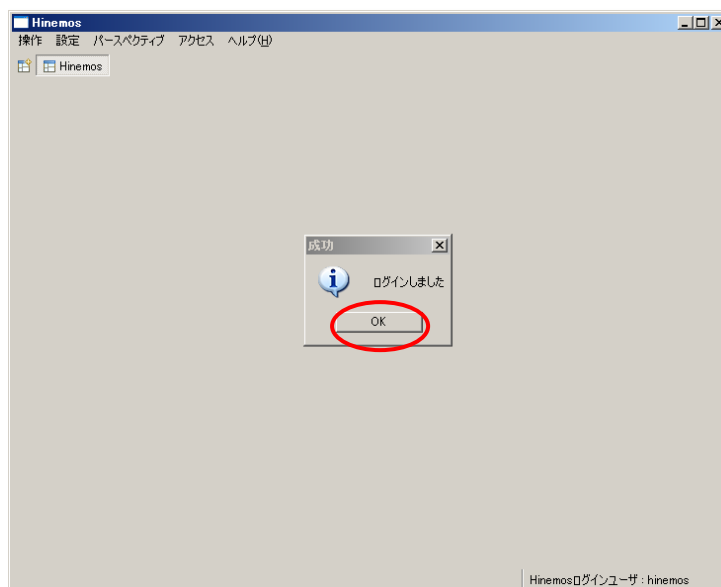 Hinemos
操作 設定 パースペクティブ アクセス ヘルプ(H)
Hinemos
成功
ログインしました
OK
Hinemosログインユーザ : hinemos